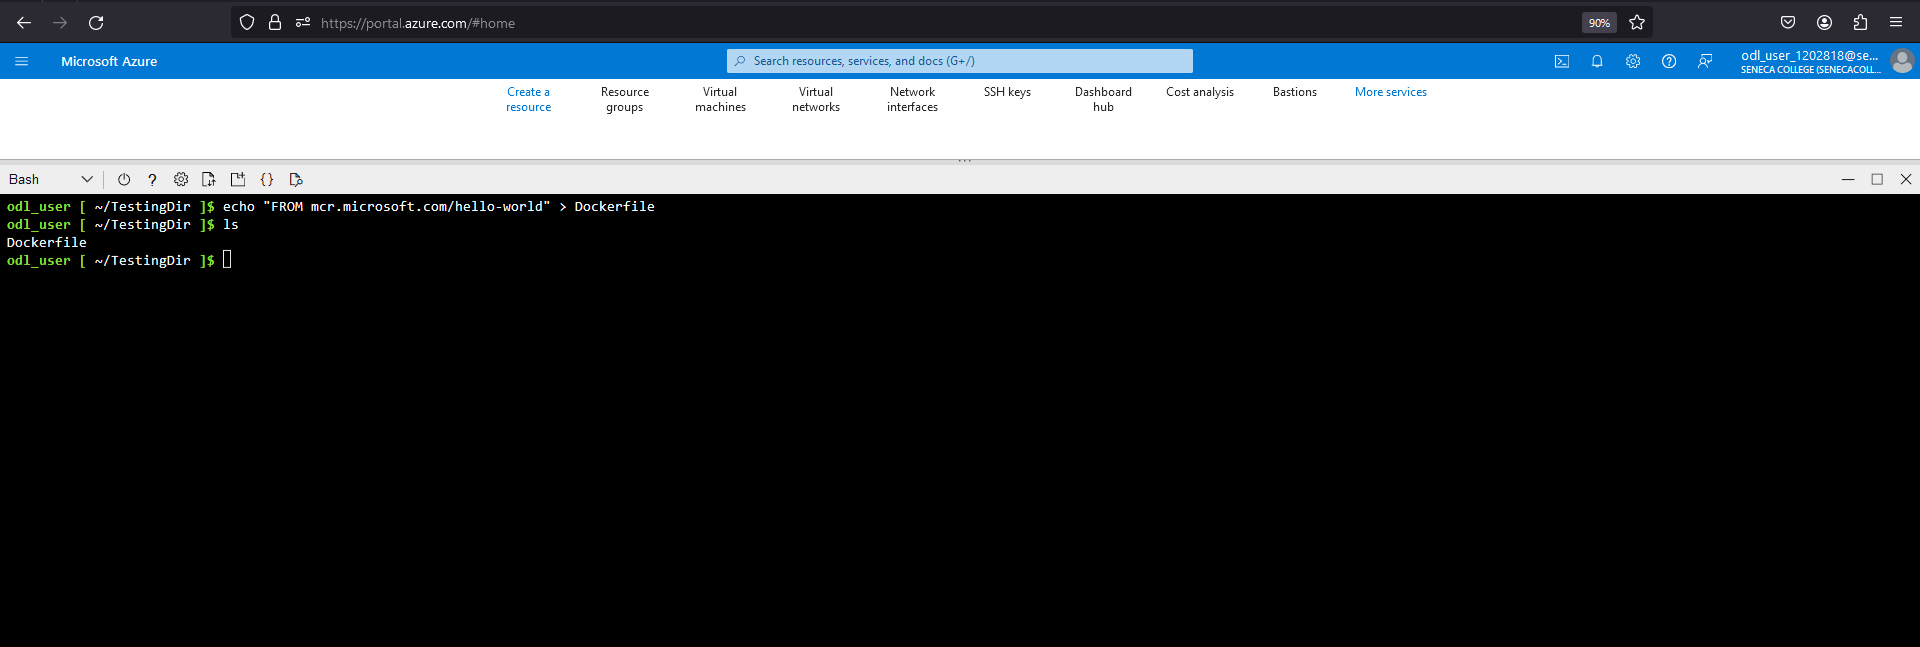 https://portal.azure.com/#home
90%
Microsoft Azure
Search resources, services, and docs (G+/)
odl_user_1202818@se...
SENECA COLLEGE (SENECACOLL...
Create a
resource
Resource
groups
Virtual
machines
Virtual
networks
Network
interfaces
SSH keys
Dashboard
hub
Cost analysis
Bastions
More services
Bash
odl_user [ ~/TestingDir ]$ echo "FROM mcr.microsoft.com/hello-world" > Dockerfile
odl_user [ ~/TestingDir ]$ ls
Dockerfile
odl_user [ ~/TestingDir ]$